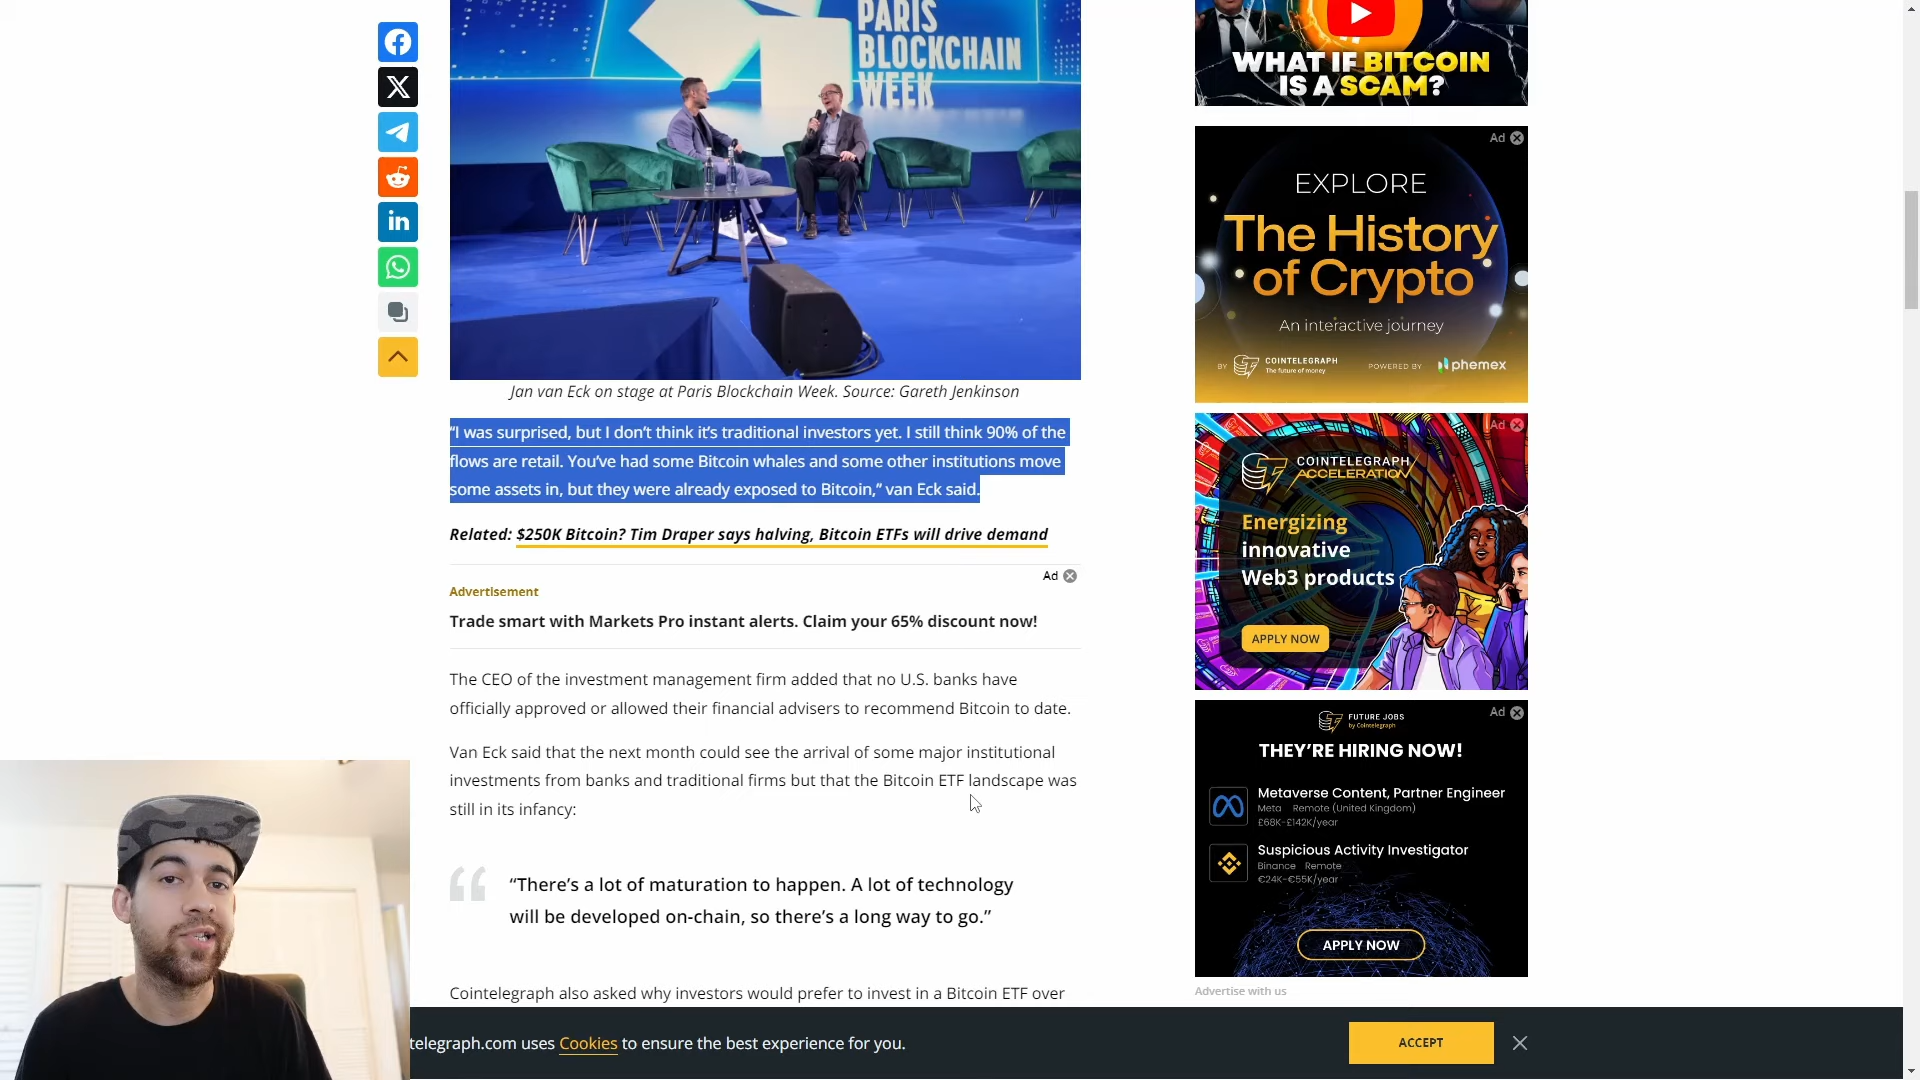 PARIS
BLOCKCHAIN
WEEK
Jan van Eck on stage at Paris Blockchain Week. Source: Gareth Jenkinson
“I was surprised, but I don’t think it’s traditional investors yet. I still think 90% of the
flows are retail. You’ve had some Bitcoin whales and some other institutions move
some assets in, but they were already exposed to Bitcoin,” van Eck said.
Related: $250K Bitcoin? Tim Draper says halving, Bitcoin ETFs will drive demand
Ad
Advertisement
Trade smart with Markets Pro instant alerts. Claim your 65% discount now!
The CEO of the investment management firm added that no U.S. banks have
officially approved or allowed their financial advisers to recommend Bitcoin to date.
Van Eck said that the next month could see the arrival of some major institutional
investments from banks and traditional firms but that the Bitcoin ETF landscape was
still in its infancy:
“There’s a lot of maturation to happen. A lot of technology
will be developed on-chain, so there’s a long way to go.”
Cointelegraph also asked why investors would prefer to invest in a Bitcoin ETF over
WHAT IF BITCOIN
IS A SCAM?
Ad
EXPLORE
The History
of Crypto
An interactive journey
BY COINTELEGRAPH The future of money POWERED BY phemex
Ad
COINTELEGRAPH
ACCELERATION
Energizing
innovative
Web3 products
APPLY NOW
Ad
FUTURE JOBS
by Cointelegraph
THEY’RE HIRING NOW!
Metaverse Content, Partner Engineer
Meta Remote (United Kingdom)
£68K-£142K/year
Suspicious Activity Investigator
Binance Remote
€24K-€55K/year
APPLY NOW
Advertise with us
telegraph.com uses Cookies to ensure the best experience for you.
ACCEPT